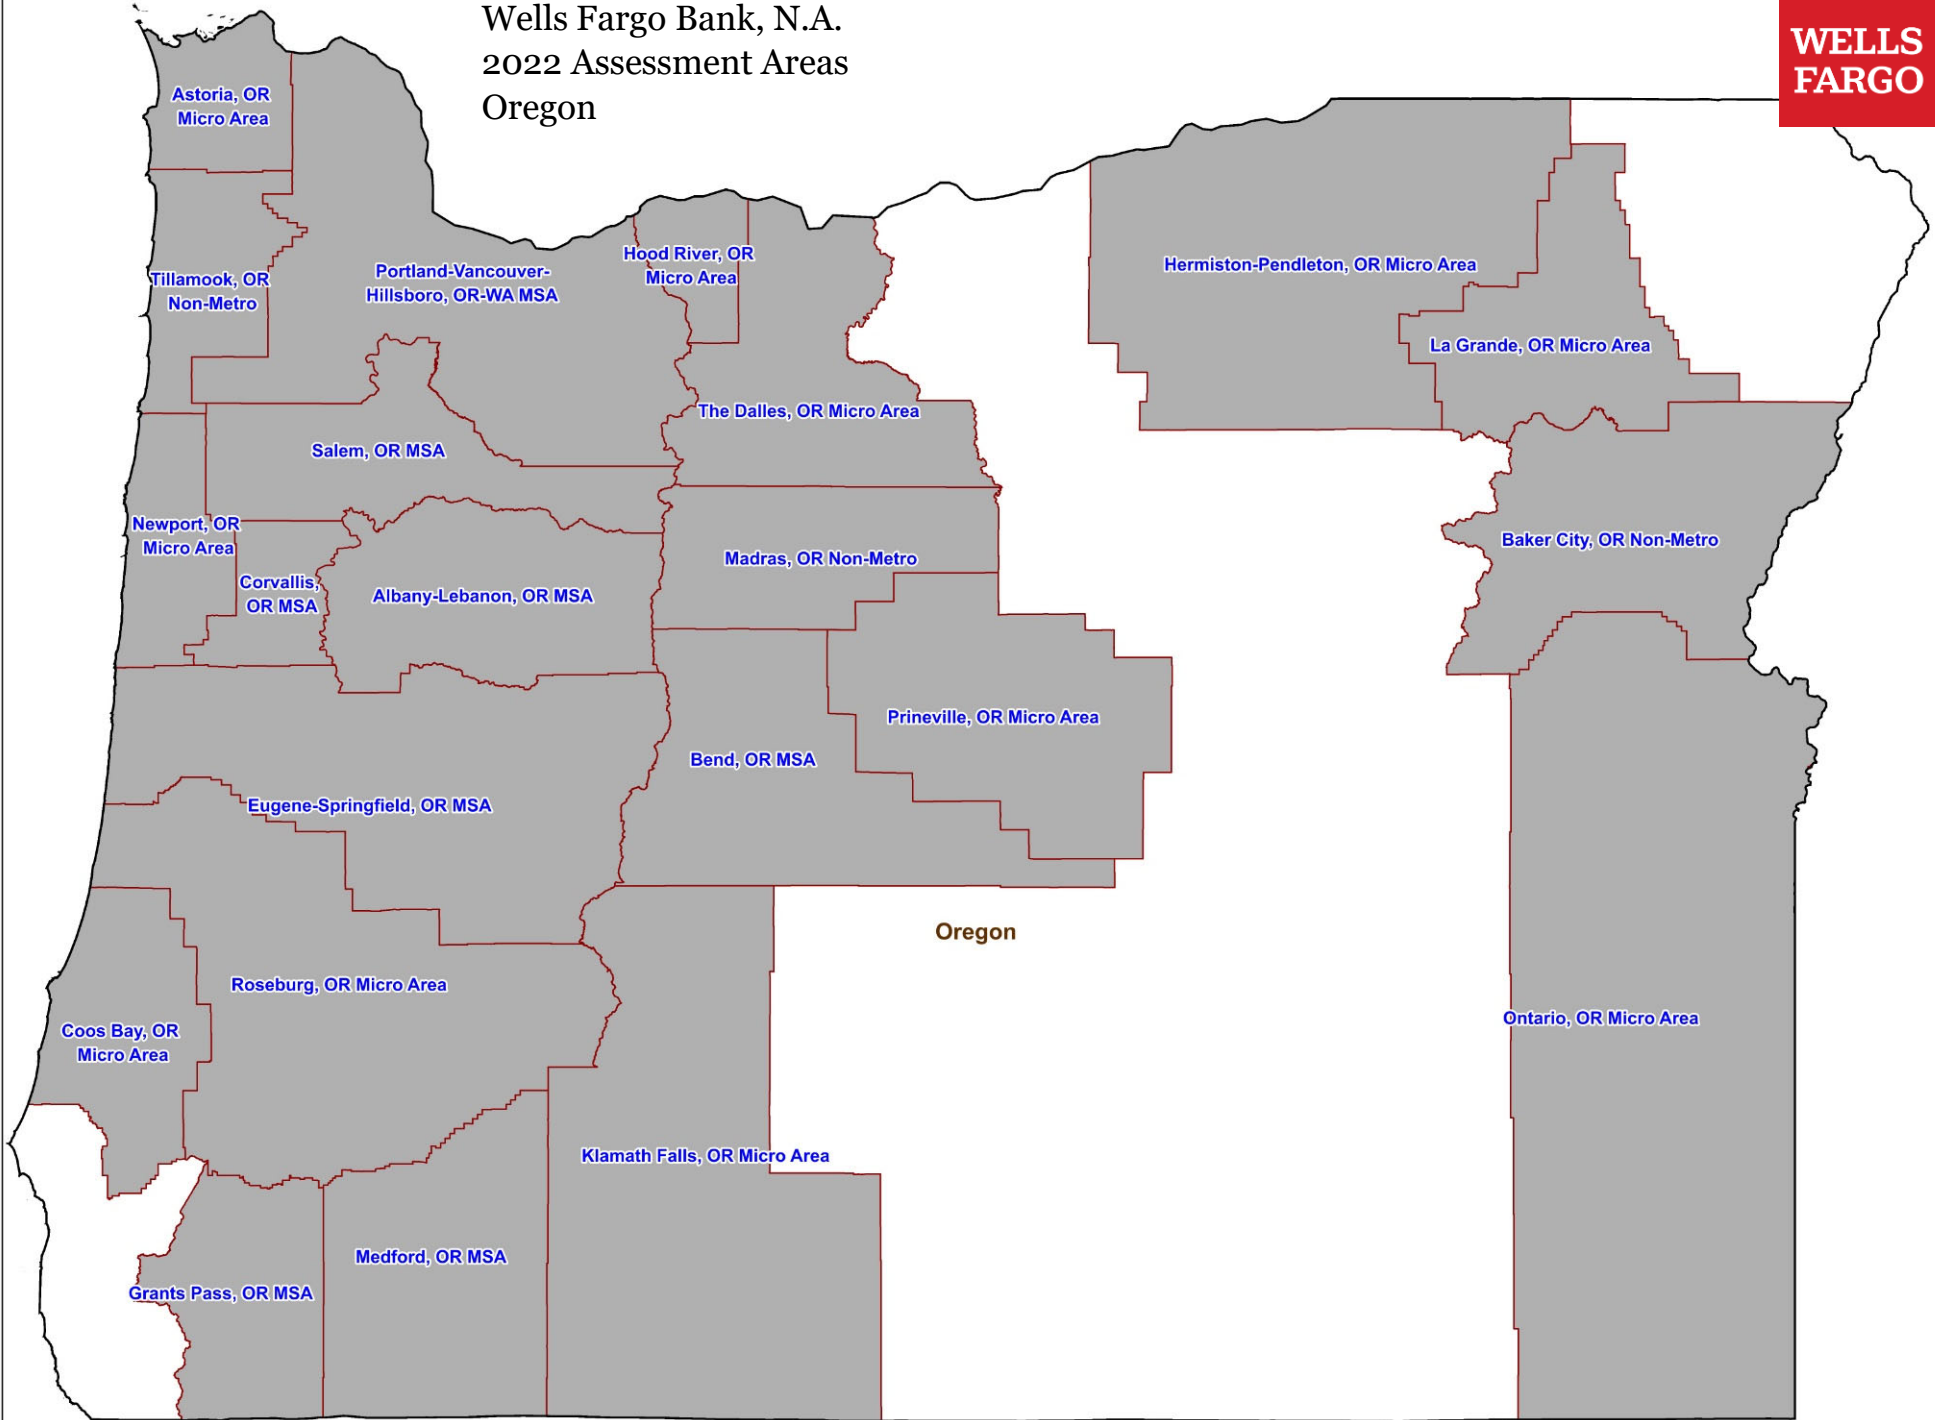 Wells Fargo Bank, N.A.
2022 Assessment Areas
Oregon
WELLS
FARGO
Astoria, OR
Micro Area
Tillamook, OR
Non-Metro
Portland-Vancouver-
Hillsboro, OR-WA MSA
Hood River, OR
Micro Area
Hermiston-Pendleton, OR Micro Area
La Grande, OR Micro Area
The Dalles, OR Micro Area
Salem, OR MSA
Newport, OR
Micro Area
Corvallis,
OR MSA
Albany-Lebanon, OR MSA
Madras, OR Non-Metro
Baker City, OR Non-Metro
Prineville, OR Micro Area
Bend, OR MSA
Eugene-Springfield, OR MSA
Oregon
Roseburg, OR Micro Area
Coos Bay, OR
Micro Area
Ontario, OR Micro Area
Klamath Falls, OR Micro Area
Medford, OR MSA
Grants Pass, OR MSA